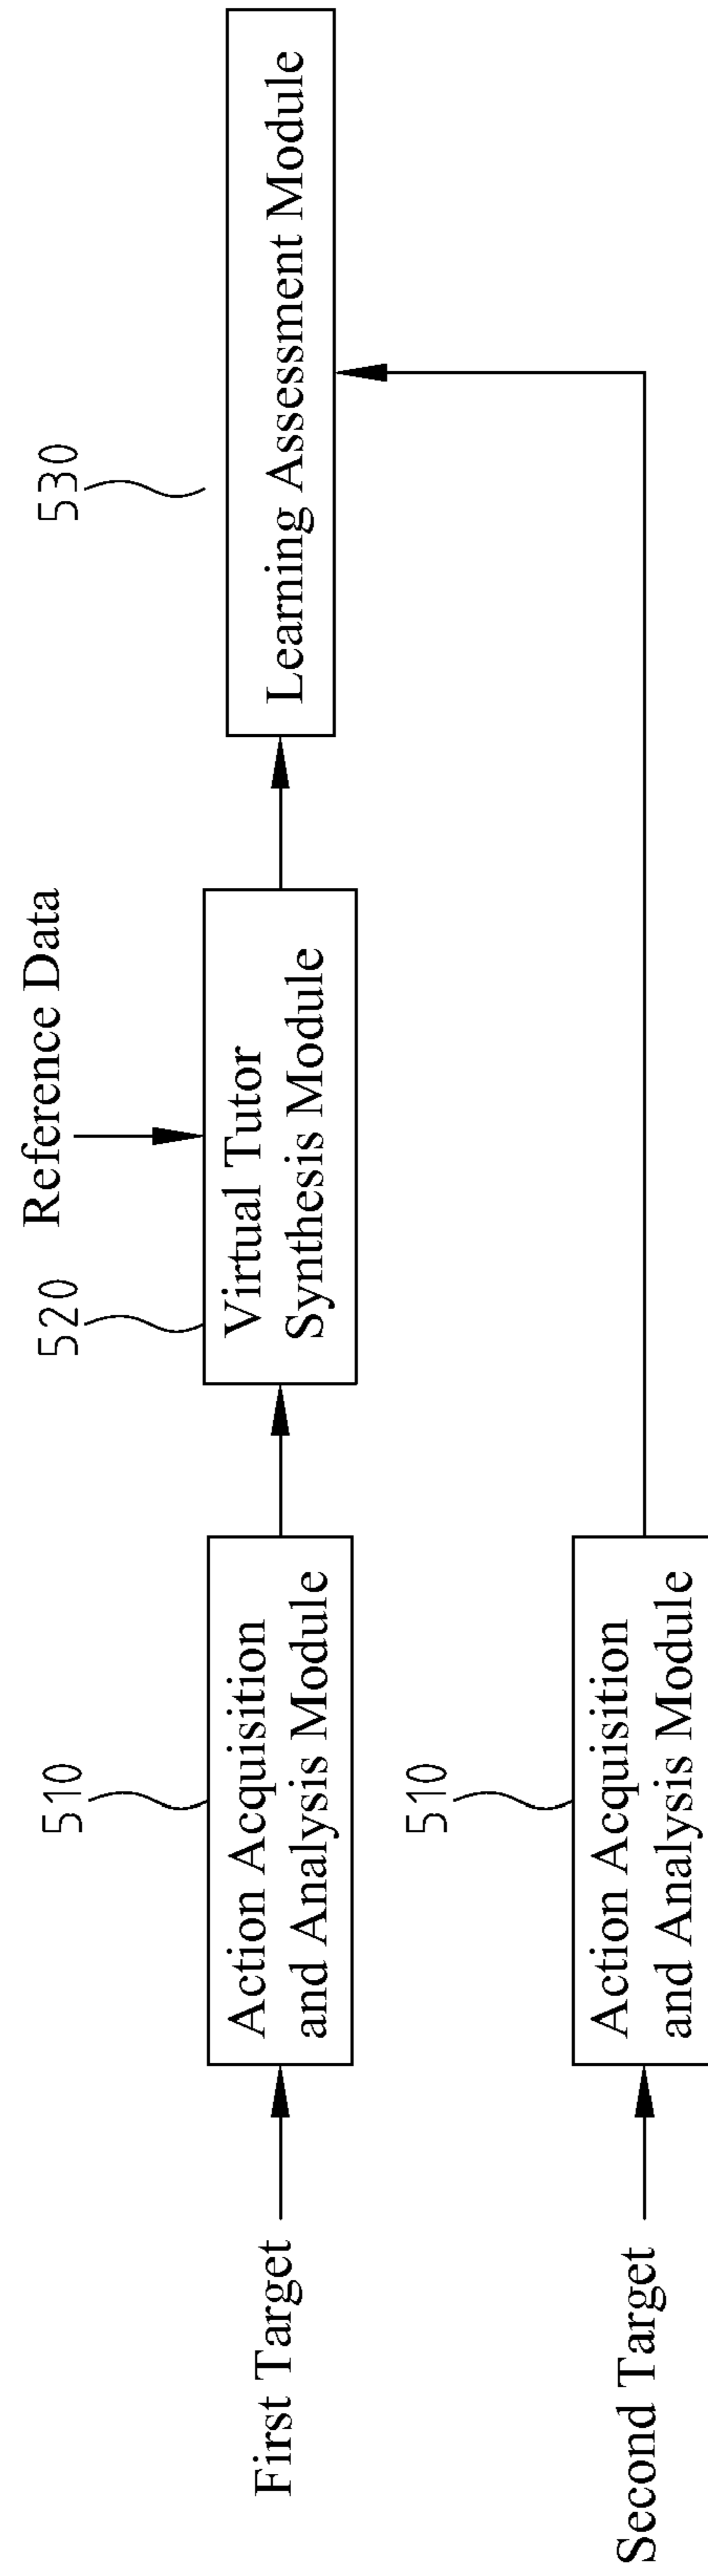 First Target
510
Action Acquisition
and Analysis Module
520
Reference Data
Virtual Tutor
Synthesis Module
530
Learning Assessment Module
Second Target
510
Action Acquisition
and Analysis Module